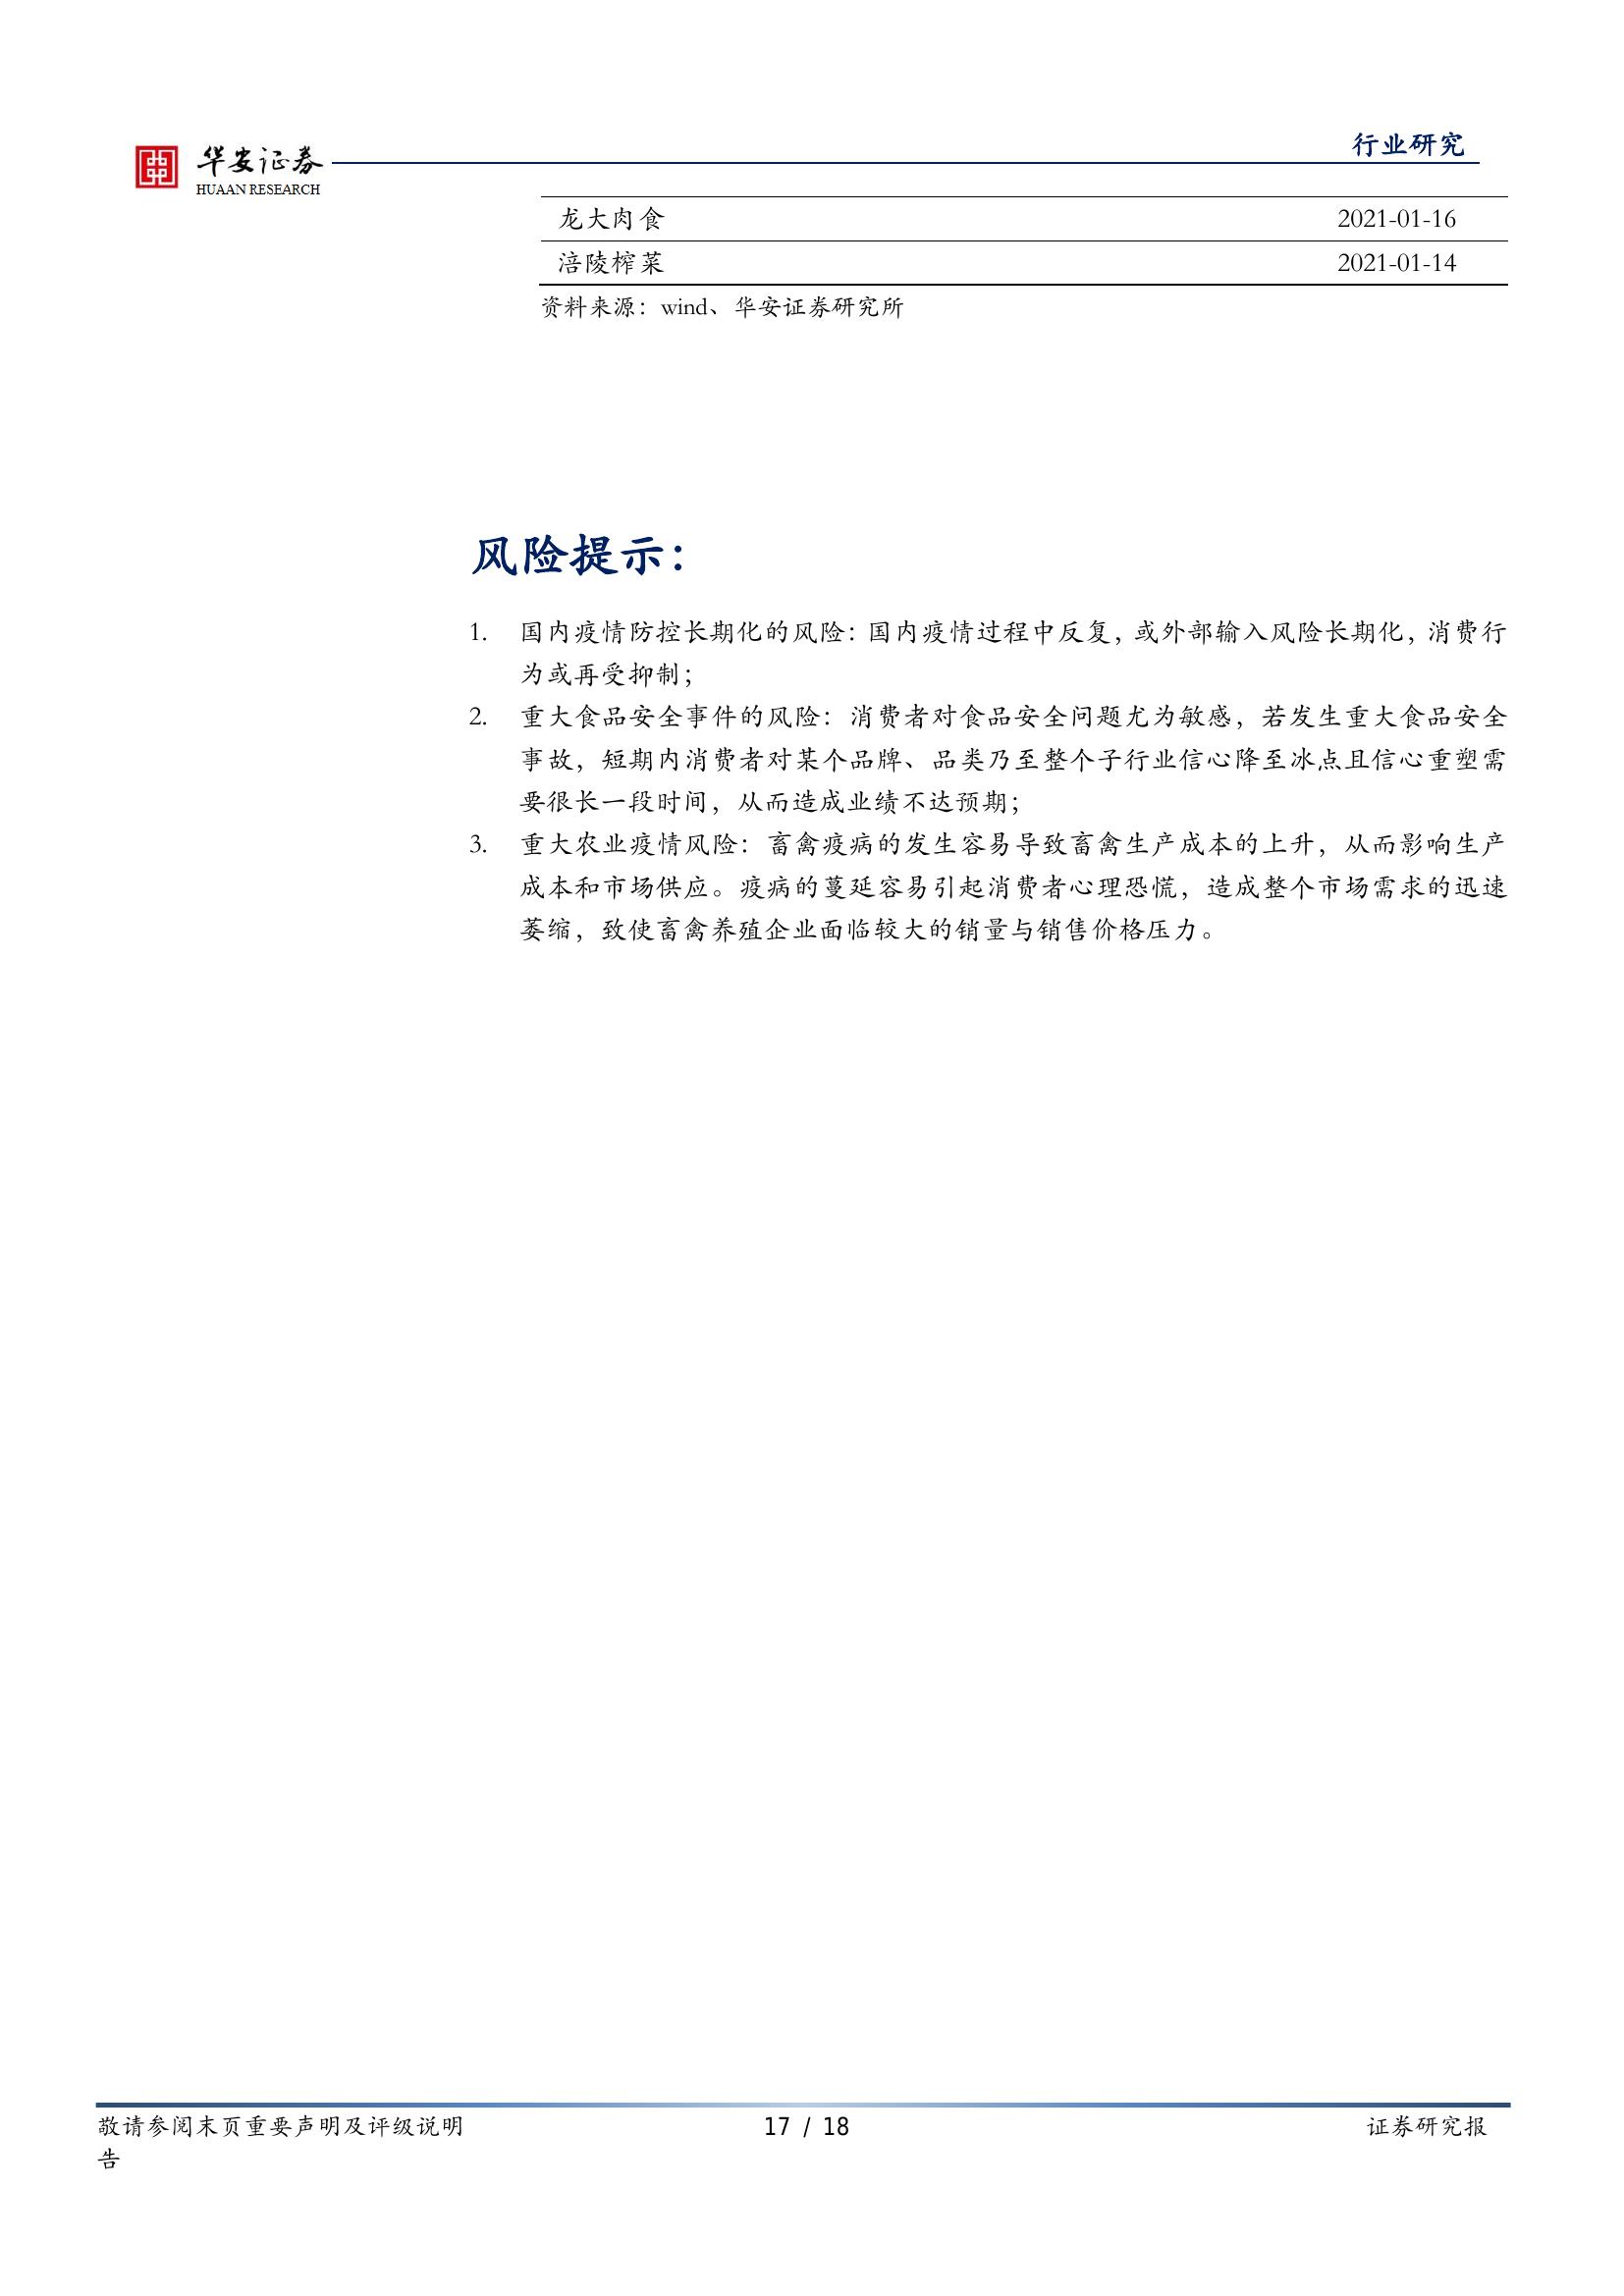 华安证券
HUAAN RESEARCH
行业研究
龙大肉食 2021-01-16
涪陵榨菜 2021-01-14
资料来源：wind、华安证券研究所
风险提示：
1. 国内疫情防控长期化的风险：国内疫情过程中反复，或外部输入风险长期化，消费行
为或再受抑制；
2. 重大食品安全事件的风险：消费者对食品安全问题尤为敏感，若发生重大食品安全
事故，短期内消费者对某个品牌、品类乃至整个子行业信心降至冰点且信心重塑需
要很长一段时间，从而造成业绩不达预期；
3. 重大农业疫情风险：畜禽疫病的发生容易导致畜禽生产成本的上升，从而影响生产
成本和市场供应。疫病的蔓延容易引起消费者心理恐慌，造成整个市场需求的迅速
萎缩，致使畜禽养殖企业面临较大的销量与销售价格压力。
敬请参阅末页重要声明及评级说明 17 / 18 证券研究报
告